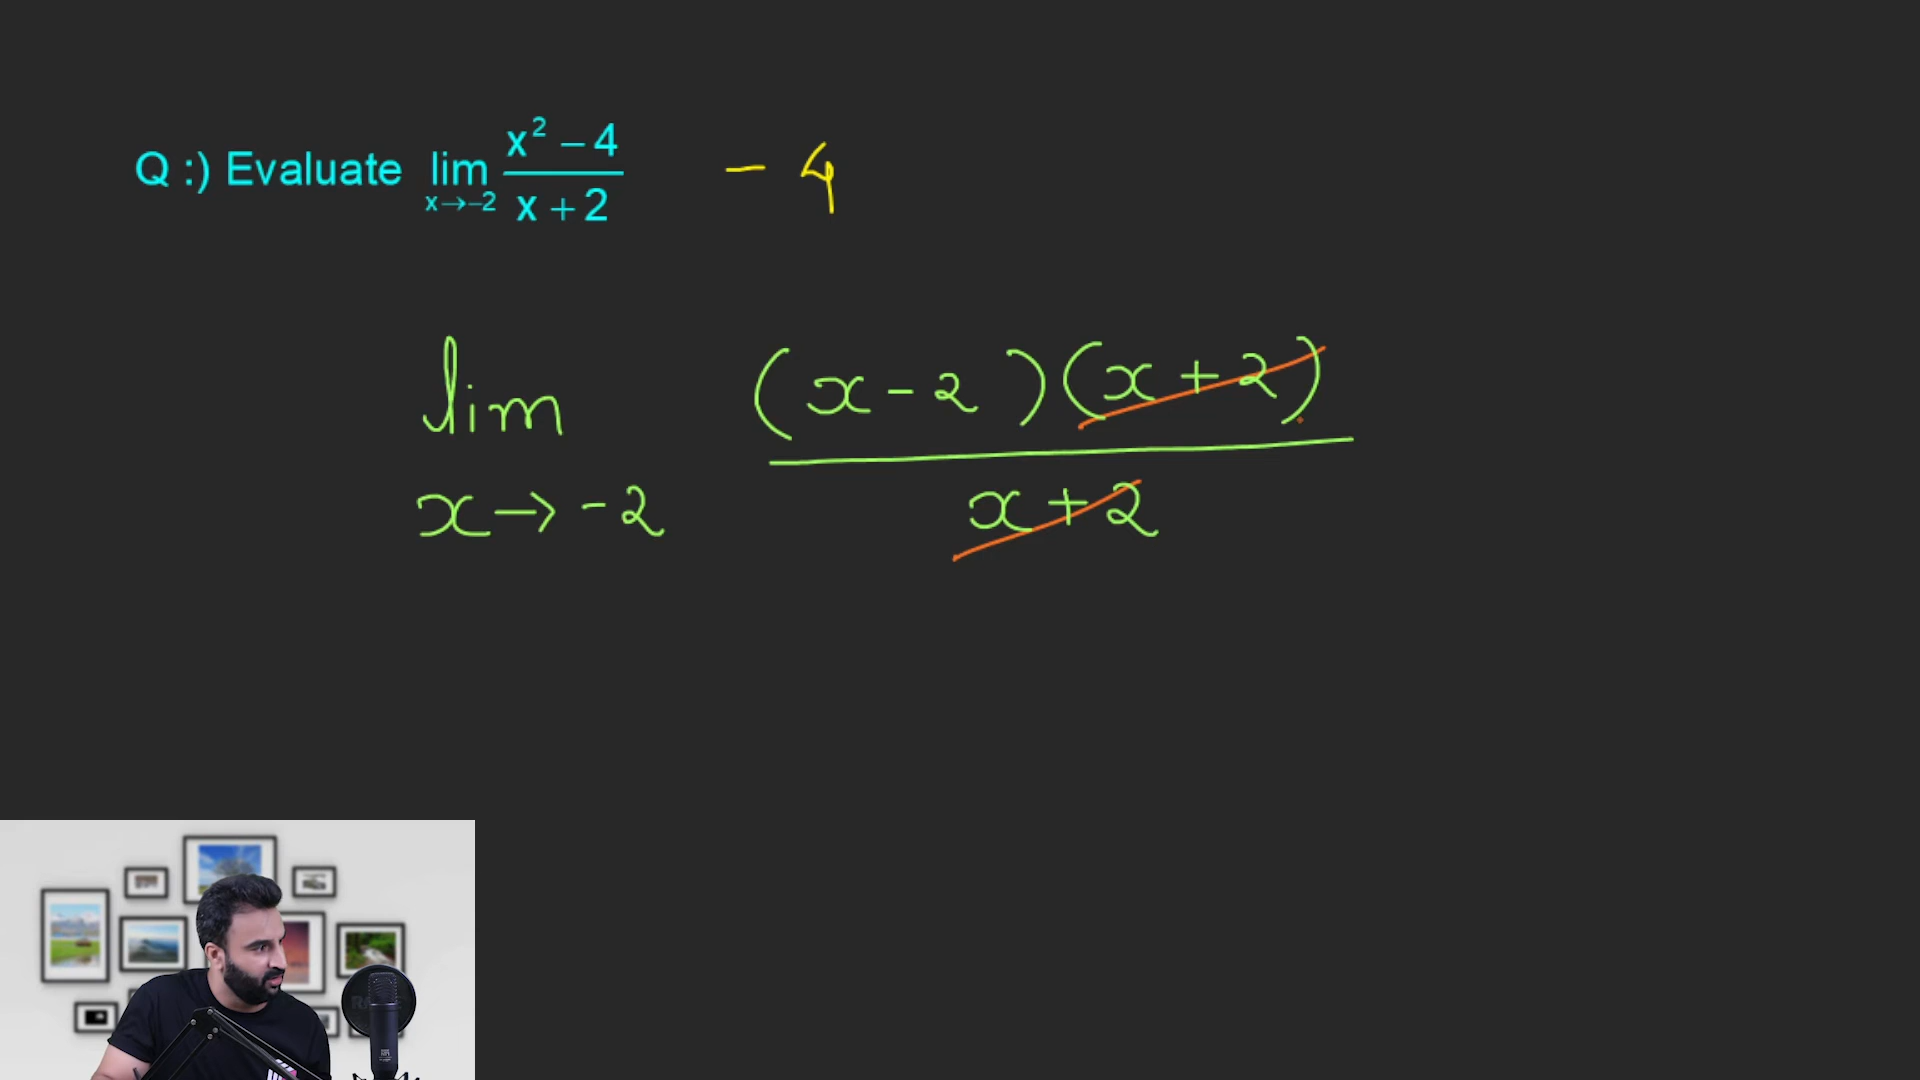 Q :) Evaluate lim x→-2 (x² - 4)/(x + 2) - 4
lim (x - 2)(x + 2)
x → -2 x + 2